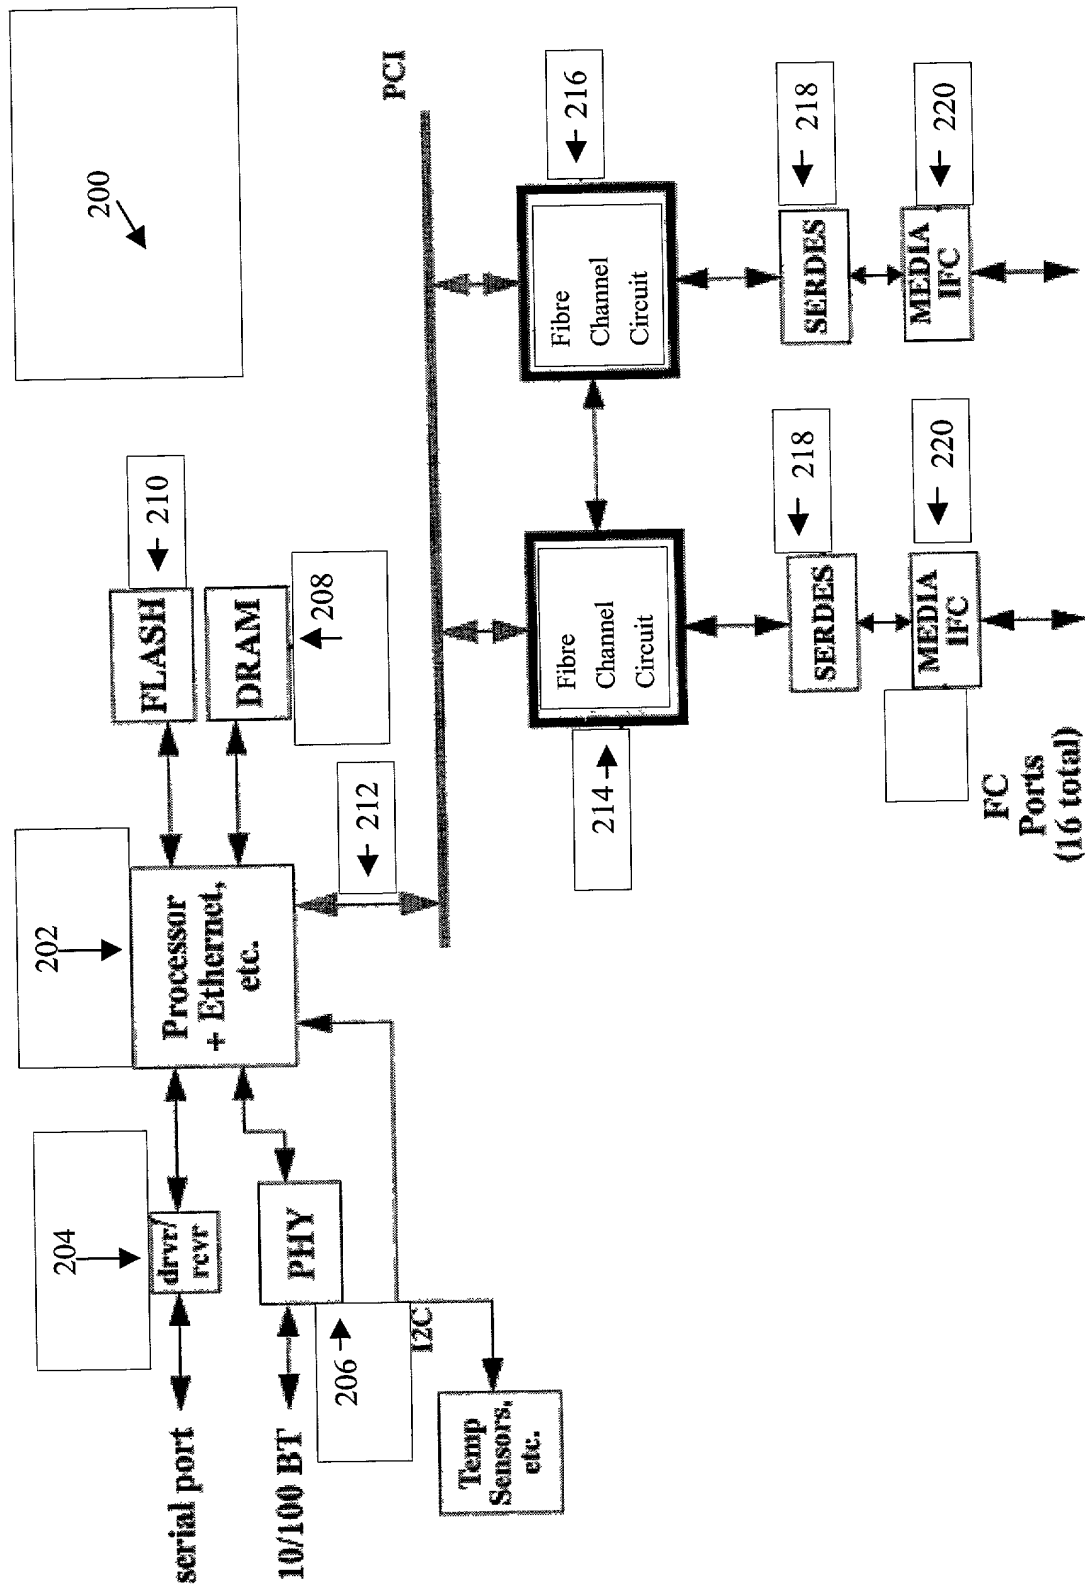 200
202
204
210
FLASH
DRAM
208
Processor
+ Ethernet,
etc.
drvr/
rcvr
serial port
PHY
10/100 BT
206
I2C
Temp
Sensors,
etc.
212
PCI
214
Fibre
Channel
Circuit
216
Fibre
Channel
Circuit
218
SERDES
218
SERDES
220
MEDIA
IFC
220
MEDIA
IFC
FC
Ports
(16 total)